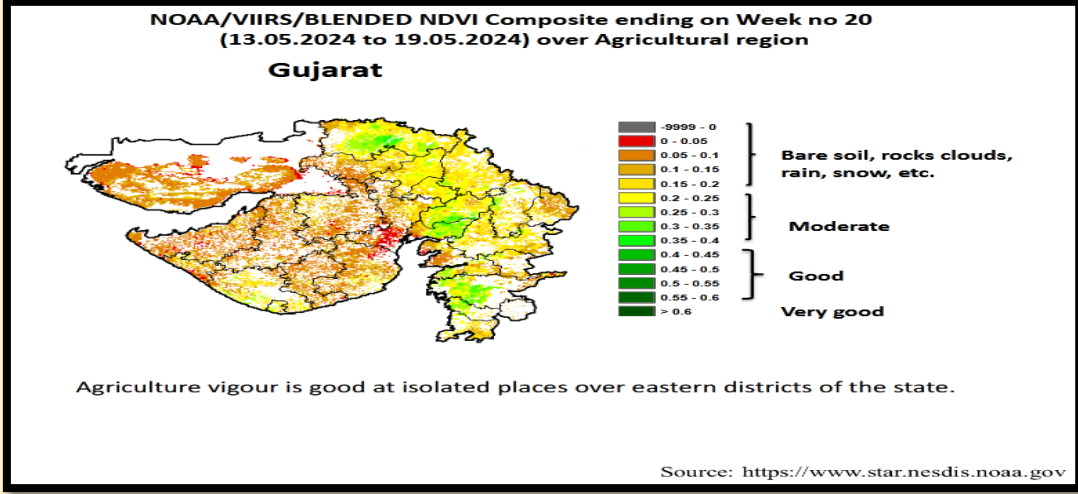 NOAA/VIIRS/BLENDED NDVI Composite ending on Week no 20
(13.05.2024 to 19.05.2024) over Agricultural region
Gujarat
-9999 - 0
0 - 0.05
0.05 - 0.1
0.1 - 0.15
0.15 - 0.2
0.2 - 0.25
0.25 - 0.3
0.3 - 0.35
0.35 - 0.4
0.4 - 0.45
0.45 - 0.5
0.5 - 0.55
0.55 - 0.6
> 0.6
Bare soil, rocks clouds,
rain, snow, etc.
Moderate
Good
Very good
Agriculture vigour is good at isolated places over eastern districts of the state.
Source: https://www.star.nesdis.noaa.gov